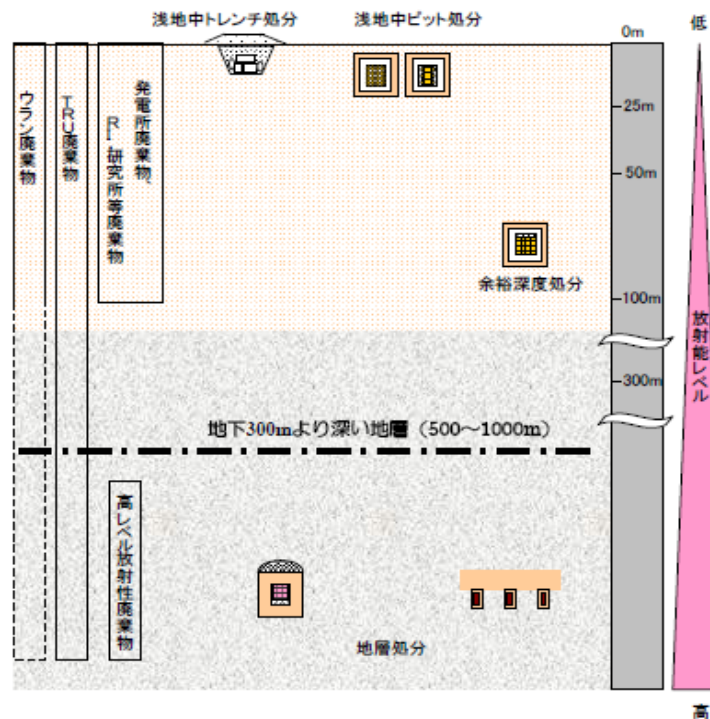 浅地中トレンチ処分
浅地中ピット処分
0m
低
ウラン廃棄物
TRU廃棄物
発電所廃棄物、
RI・研究所等廃棄物
25m
50m
余裕深度処分
100m
放射能レベル
300m
地下300mより深い地層（500～1000m）
高レベル放射性廃棄物
地層処分
高